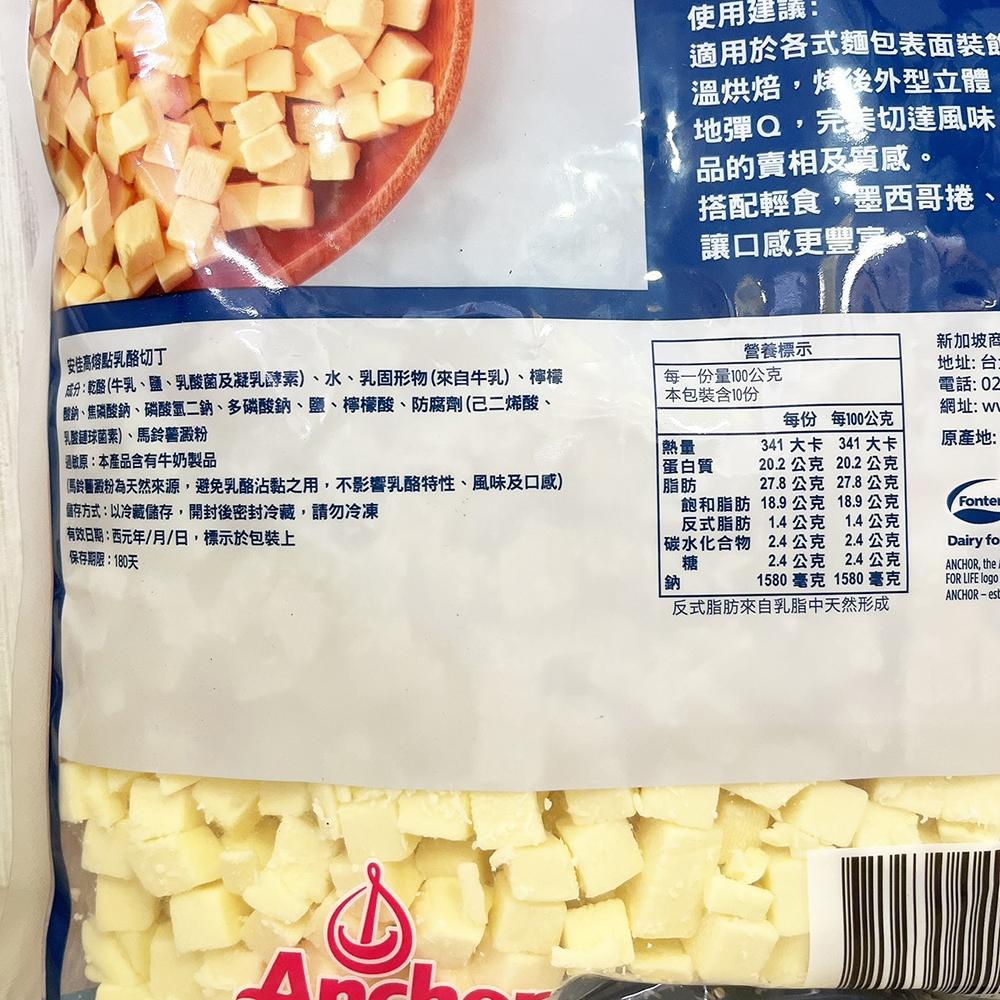 使用建議:
適用於各式麵包表面裝飾
溫烘焙，烤後外型立體
地彈Q，完美切達風味
品的賣相及質感。
搭配輕食，墨西哥捲、
讓口感更豐富。
安佳高熔點乳酪切丁
成分:乾酪(牛乳、鹽、乳酸菌及凝乳酵素)、水、乳固形物(來自牛乳)、檸檬
酸鈉、焦磷酸鈉、磷酸氫二鈉、多磷酸鈉、鹽、檸檬酸、防腐劑(己二烯酸、
乳酸鏈球菌素)、馬鈴薯澱粉
過敏原:本產品含有牛奶製品
(馬鈴薯澱粉為天然來源，避免乳酪沾黏之用，不影響乳酪特性、風味及口感)
儲存方式:以冷藏儲存，開封後密封冷藏，請勿冷凍
有效日期:西元年/月/日，標示於包裝上
保存期限:180天
營養標示
每一份量100公克
本包裝含10份
每份 每100公克
熱量 341 大卡 341 大卡
蛋白質 20.2 公克 20.2 公克
脂肪 27.8 公克 27.8 公克
飽和脂肪 18.9 公克 18.9 公克
反式脂肪 1.4 公克 1.4 公克
碳水化合物 2.4 公克 2.4 公克
糖 2.4 公克 2.4 公克
鈉 1580 毫克 1580 毫克
反式脂肪來自乳脂中天然形成
新加坡商
地址: 台
電話: 02
網址: w
原產地:
Fonter
Dairy fo
ANCHOR, the
FOR LIFE logo
ANCHOR – est
Anchor